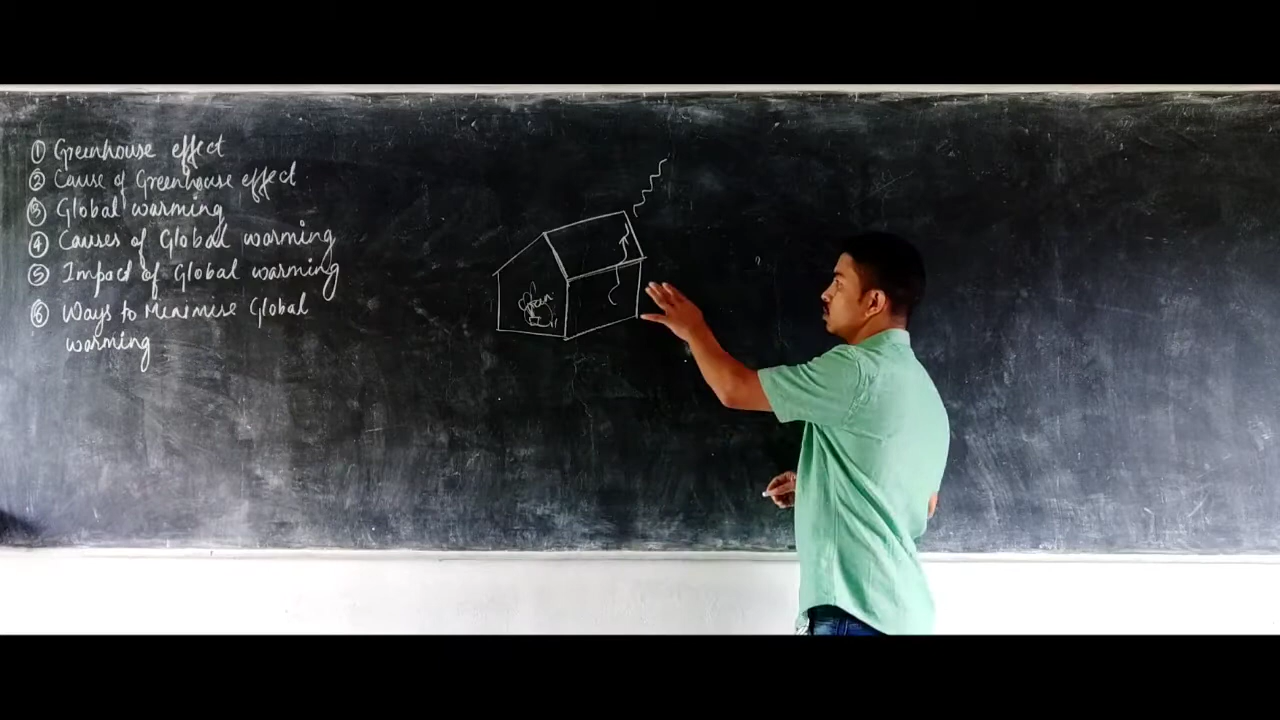 ① Greenhouse effect
② Cause of Greenhouse effect
③ Global warming
④ Causes of Global warming
⑤ Impact of Global warming
⑥ Ways to Minimise Global
warming